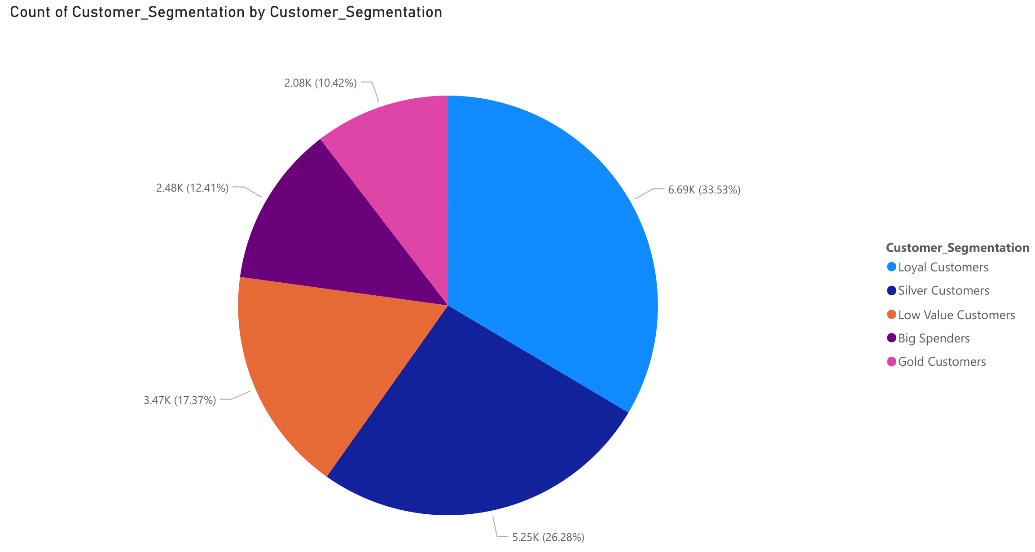 Count of Customer_Segmentation by Customer_Segmentation
2.08K (10.42%)
2.48K (12.41%)
6.69K (33.53%)
3.47K (17.37%)
5.25K (26.28%)
Customer_Segmentation
Loyal Customers
Silver Customers
Low Value Customers
Big Spenders
Gold Customers